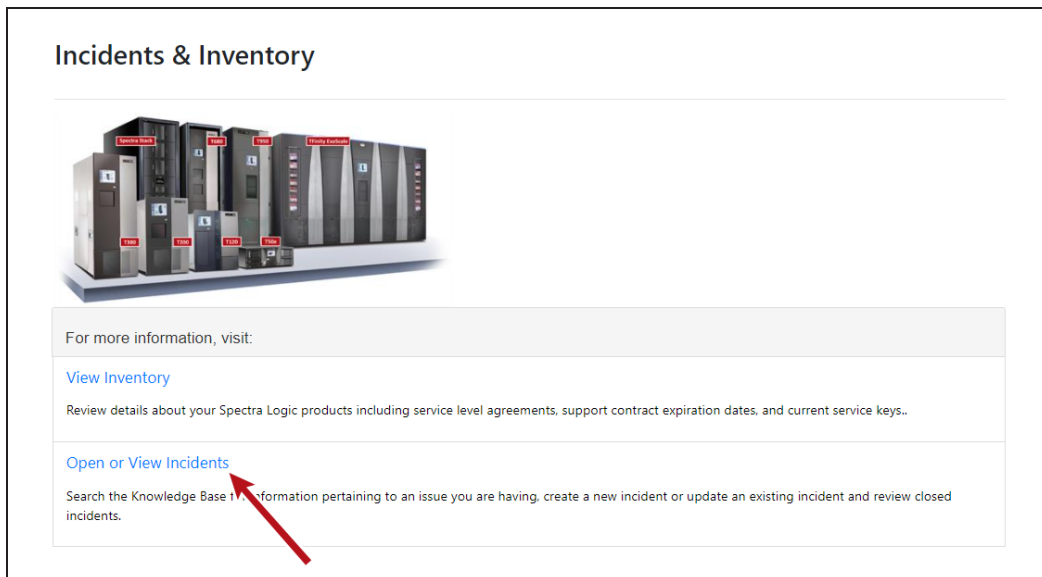 Incidents & Inventory
Spectra Stack
T680
T950
TFinity ExaScale
T380
T200
T120
T50e
For more information, visit:
View Inventory
Review details about your Spectra Logic products including service level agreements, support contract expiration dates, and current service keys..
Open or View Incidents
Search the Knowledge Base information pertaining to an issue you are having, create a new incident or update an existing incident and review closed
incidents.